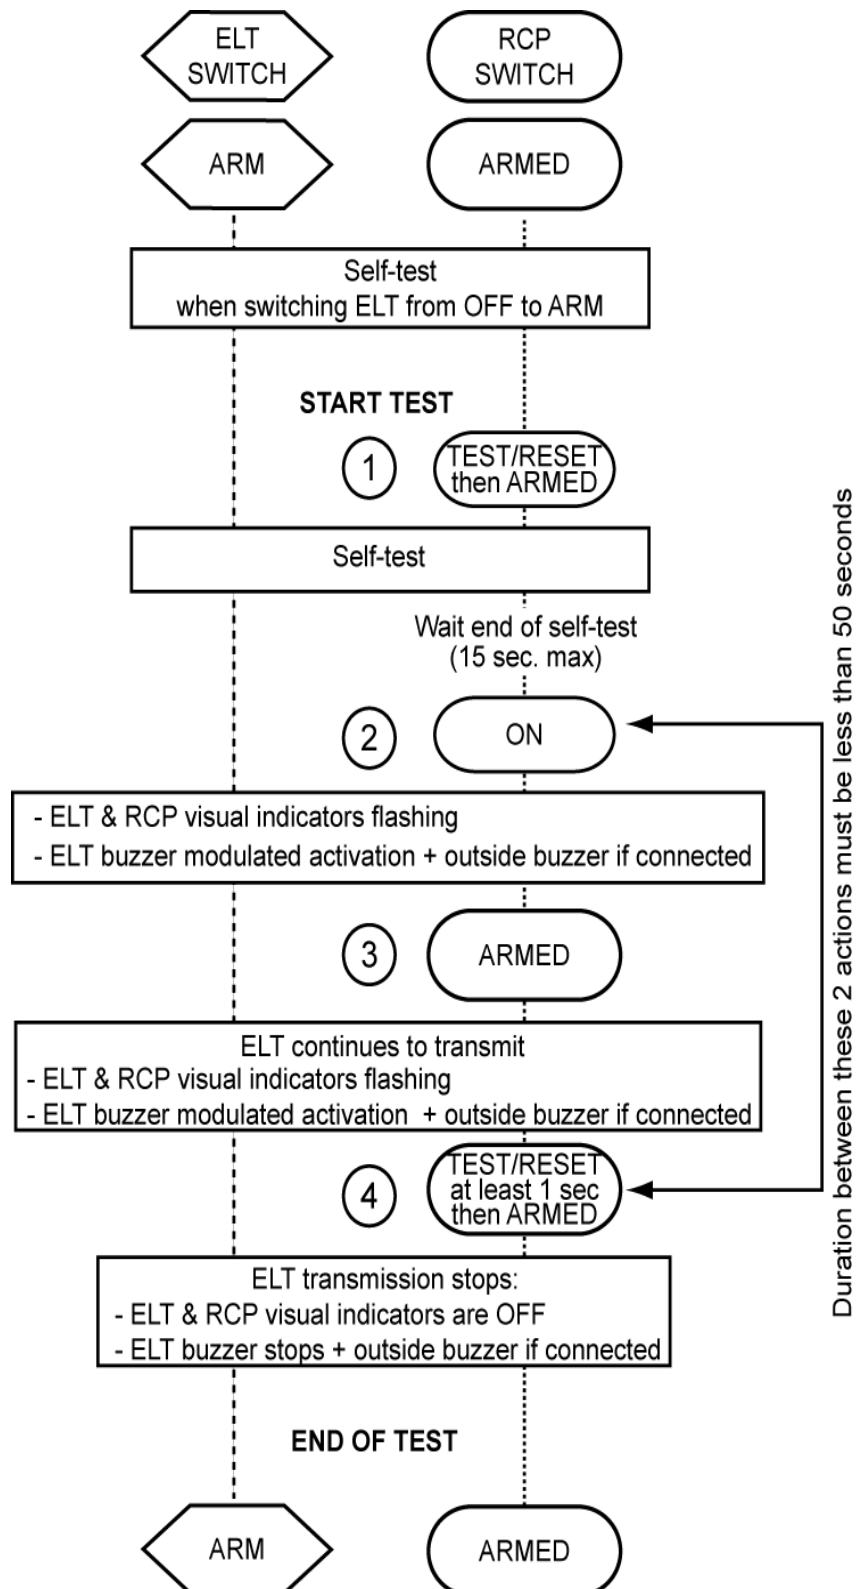 ELT
SWITCH
RCP
SWITCH
ARM
ARMED
Self-test
when switching ELT from OFF to ARM
START TEST
1
TEST/RESET
then ARMED
Self-test
Wait end of self-test
(15 sec. max)
2
ON
- ELT & RCP visual indicators flashing
- ELT buzzer modulated activation + outside buzzer if connected
3
ARMED
ELT continues to transmit
- ELT & RCP visual indicators flashing
- ELT buzzer modulated activation + outside buzzer if connected
4
TEST/RESET
at least 1 sec
then ARMED
Duration between these 2 actions must be less than 50 seconds
ELT transmission stops:
- ELT & RCP visual indicators are OFF
- ELT buzzer stops + outside buzzer if connected
END OF TEST
ARM
ARMED